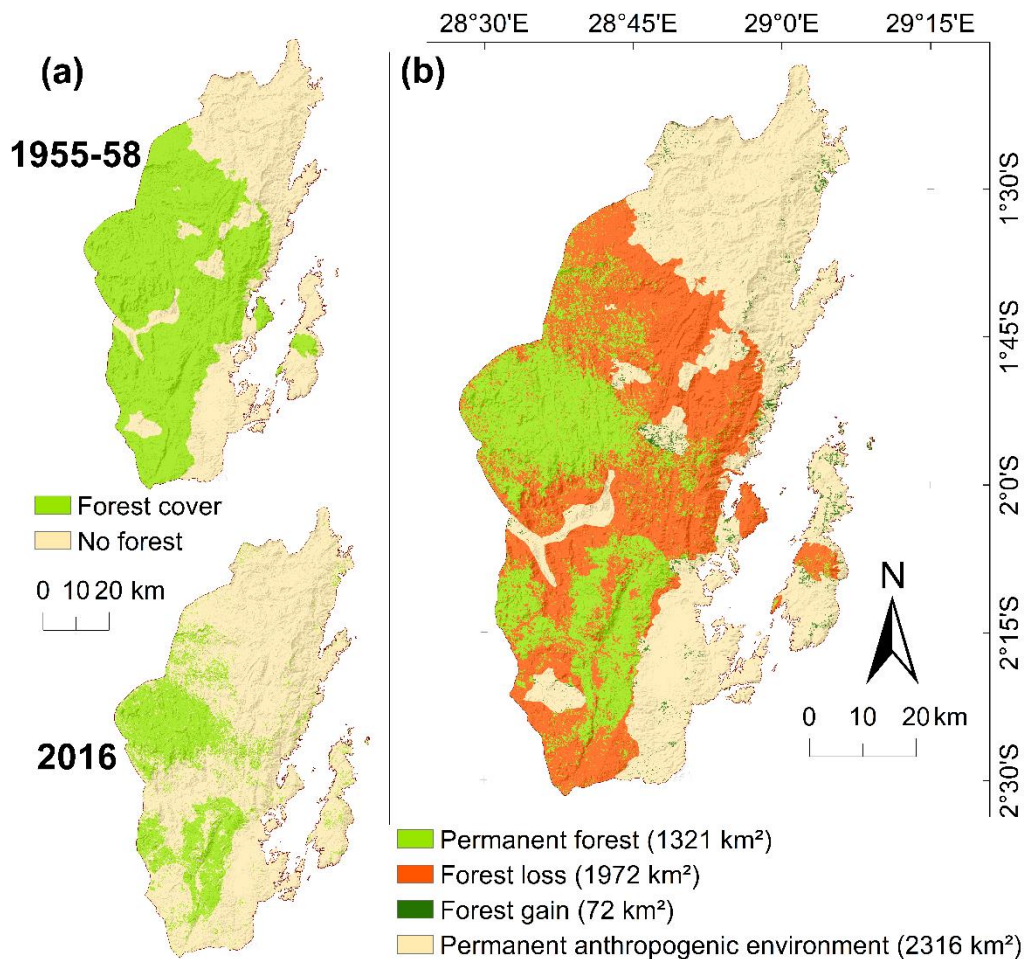 (a)
1955-58
Forest cover
No forest
0 10 20 km
2016
28°30'E 28°45'E 29°0'E 29°15'E
(b)
1°30'S
1°45'S
2°0'S
2°15'S
2°30'S
N
0 10 20 km
Permanent forest (1321 km²)
Forest loss (1972 km²)
Forest gain (72 km²)
Permanent anthropogenic environment (2316 km²)